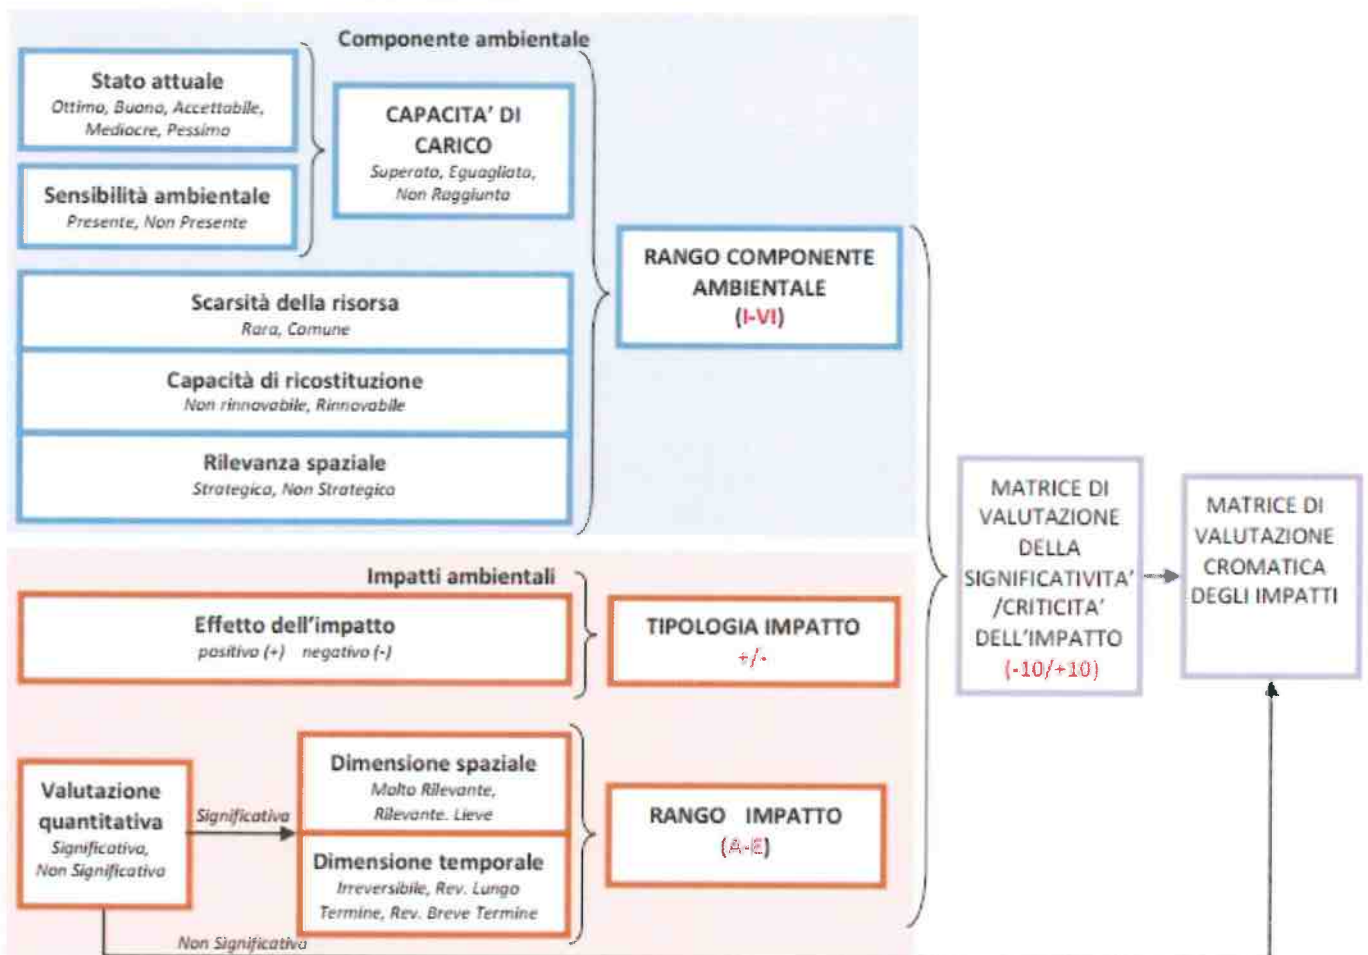 Componente ambientale
Stato attuale
Ottimo, Buono, Accettabile,
Mediocre, Pessimo
Sensibilità ambientale
Presente, Non Presente
CAPACITA' DI
CARICO
Superata, Eguagliata,
Non Raggiunta
Scarsità della risorsa
Rara, Comune
Capacità di ricostituzione
Non rinnovabile, Rinnovabile
Rilevanza spaziale
Strategica, Non Strategica
RANGO COMPONENTE
AMBIENTALE
(I-VI)
Impatti ambientali
Effetto dell'impatto
positivo (+) negativo (-)
TIPOLOGIA IMPATTO
+/-
Valutazione
quantitativa
Significativa,
Non Significativa
Significativa
Non Significativa
Dimensione spaziale
Molto Rilevante,
Rilevante. Lieve
Dimensione temporale
Irreversibile, Rev. Lungo
Termine, Rev. Breve Termine
RANGO IMPATTO
(A-E)
MATRICE DI
VALUTAZIONE
DELLA
SIGNIFICATIVITA'
/CRITICITA'
DELL'IMPATTO
(-10/+10)
MATRICE DI
VALUTAZIONE
CROMATICA
DEGLI IMPATTI